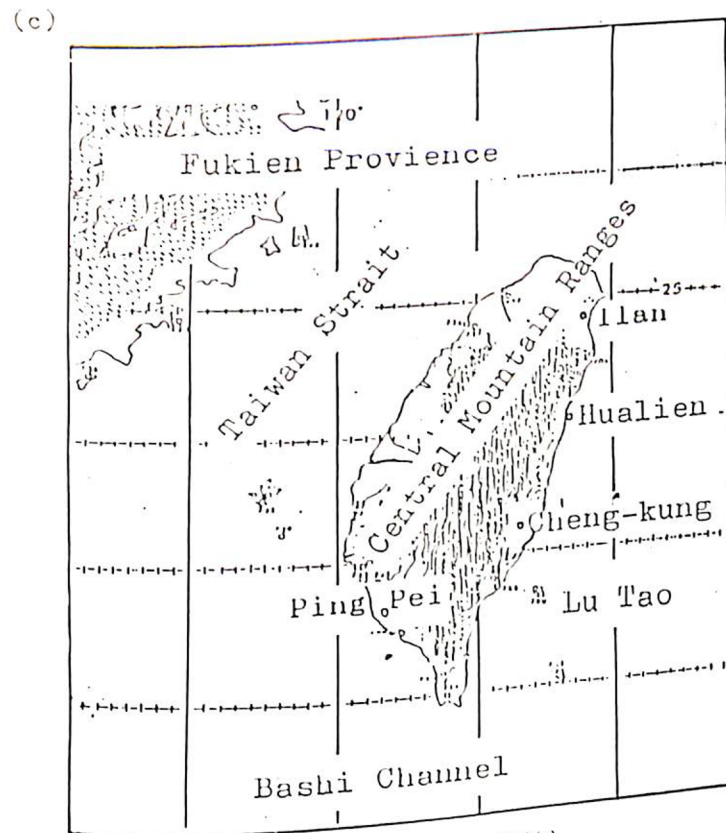 (c)
Fukien Provience
Taiwan Strait
Central Mountain Ranges
25
Ilan
Hualien
Cheng-kung
Ping Pei
Lu Tao
Bashi Channel